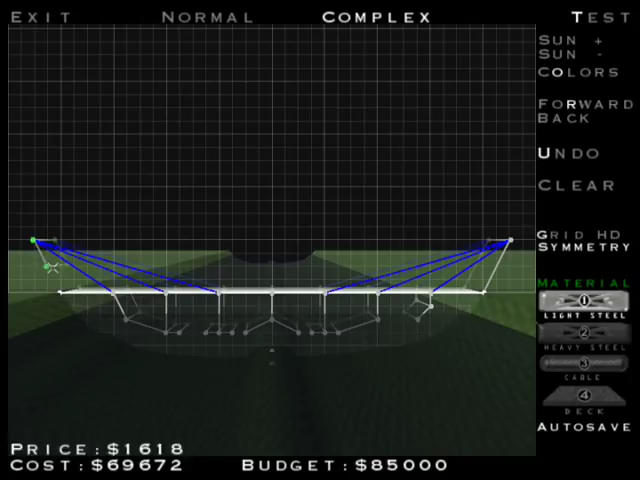 EXIT NORMAL COMPLEX TEST
SUN +
SUN -
COLORS
FORWARD
BACK
UNDO
CLEAR
GRID HD
SYMMETRY
MATERIAL
1
LIGHT STEEL
2
HEAVY STEEL
3
CABLE
4
DECK
AUTOSAVE
PRICE:$1618
COST:$69672 BUDGET:$85000